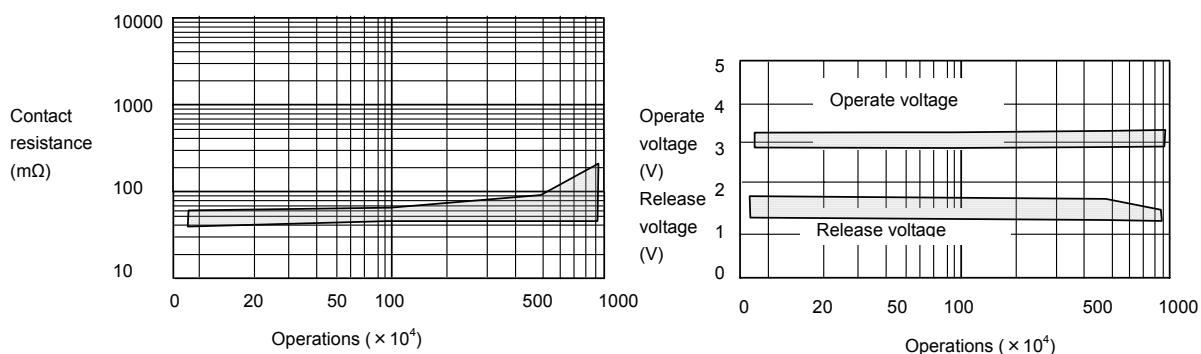 10000
1000
100
10
Contact
resistance
(mΩ)
0 20 50 100 500 1000
Operations (×10⁴)
5
4
3
2
1
0
Operate
voltage
(V)
Release
voltage
(V)
Operate voltage
Release voltage
0 20 50 100 500 1000
Operations (×10⁴)